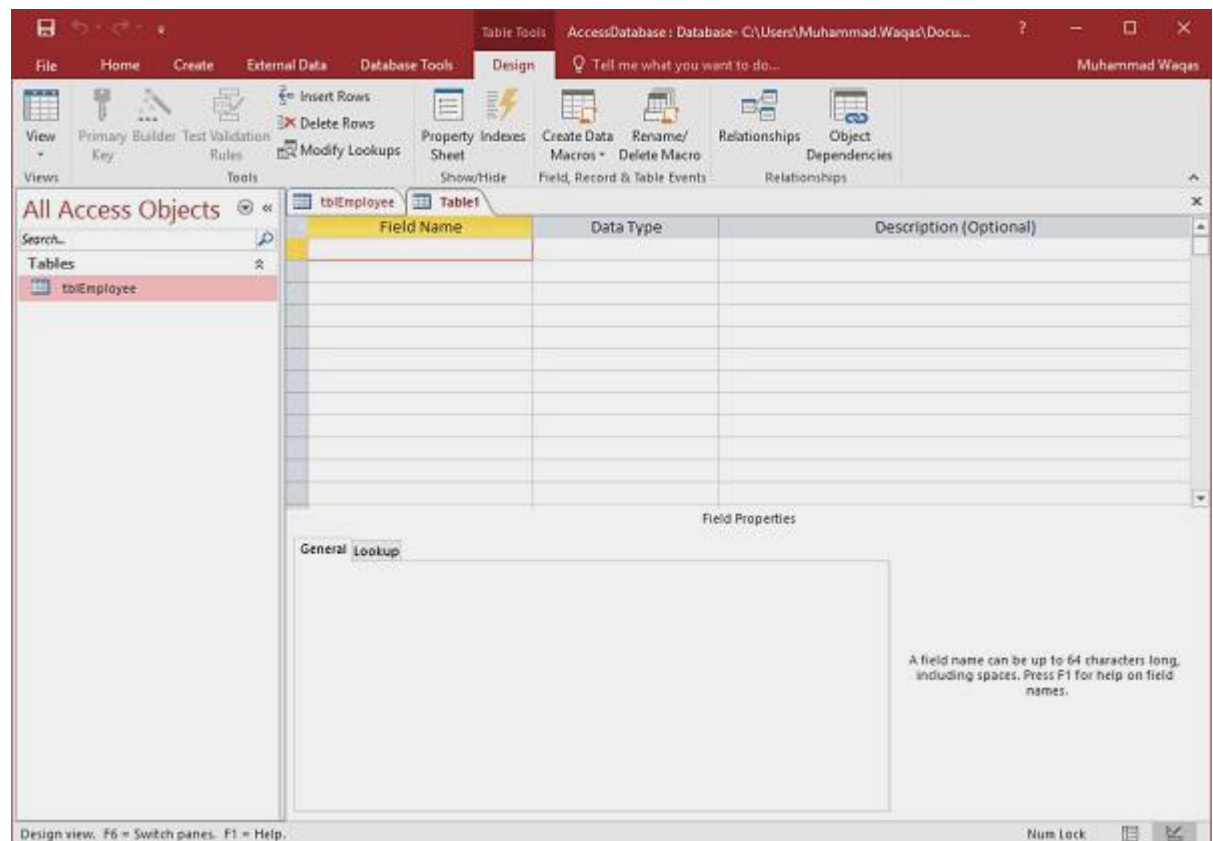 Table Tools AccessDatabase : Database- C:\Users\Muhammad.Waqas\Docu... ?
File Home Create External Data Database Tools Design Tell me what you want to do... Muhammad Waqas
View Primary Key Builder Test Validation Rules Insert Rows Delete Rows Modify Lookups Property Sheet Indexes Create Data Macros Rename/ Delete Macro Relationships Object Dependencies
Views Tools Show/Hide Field, Record & Table Events Relationships
All Access Objects tblEmployee Table1
Search... Field Name Data Type Description (Optional)
Tables
tblEmployee
Field Properties
General Lookup
A field name can be up to 64 characters long,
including spaces. Press F1 for help on field
names.
Design view. F6 = Switch panes. F1 = Help. Num Lock